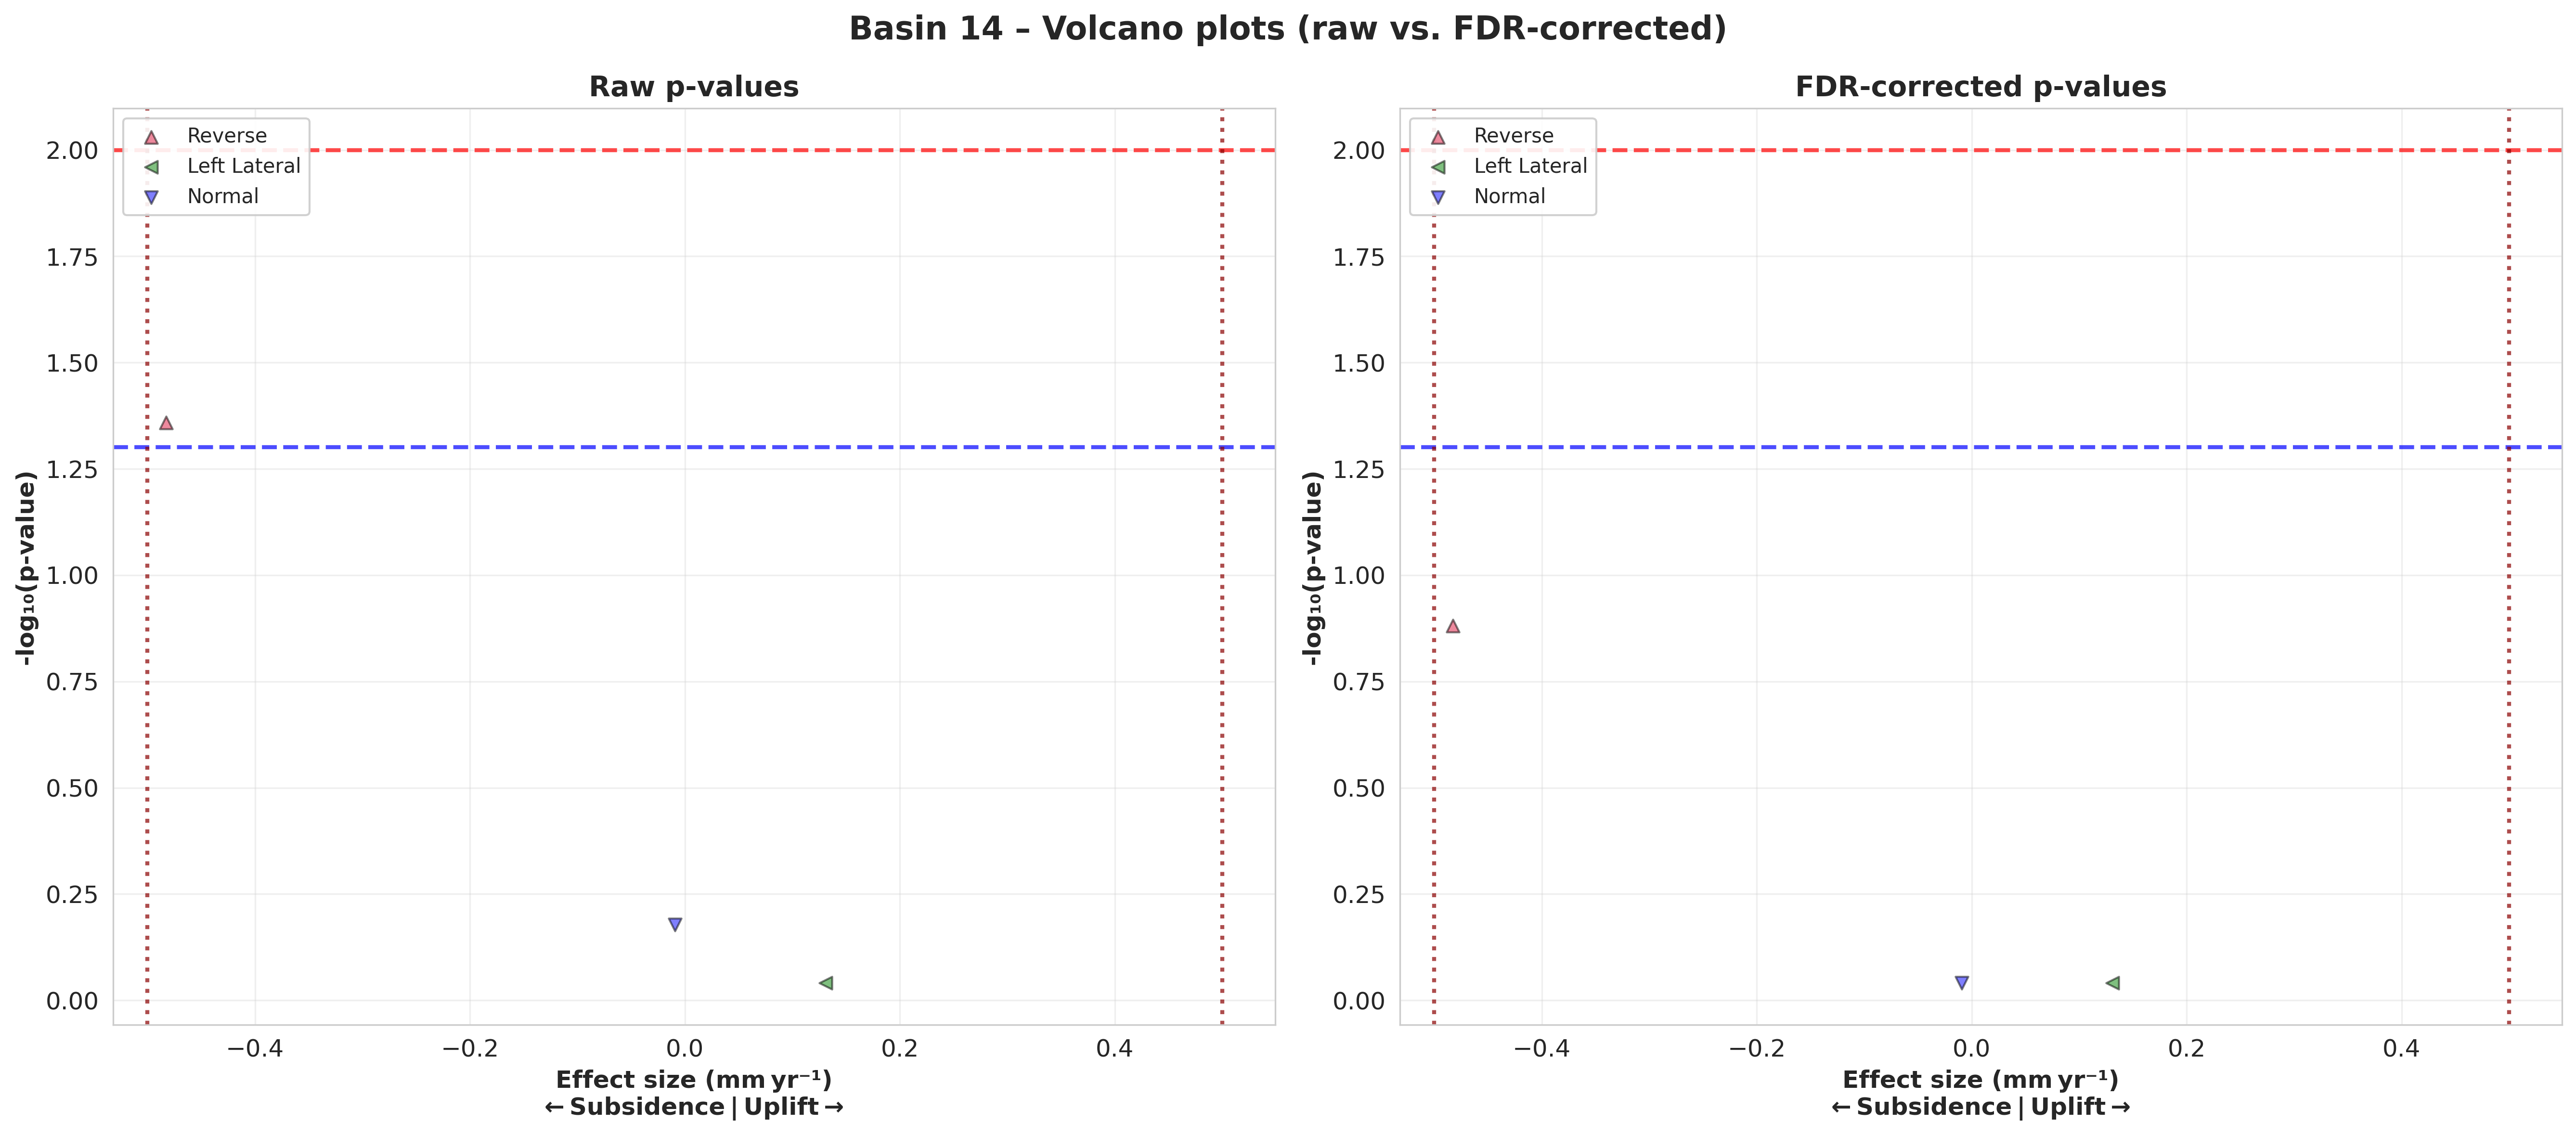 Basin 14 – Volcano plots (raw vs. FDR-corrected)
Raw p-values
Reverse
Left Lateral
Normal
2.00
1.75
1.50
1.25
1.00
0.75
0.50
0.25
0.00
-log₁₀(p-value)
−0.4
−0.2
0.0
0.2
0.4
Effect size (mm yr⁻¹)
←Subsidence | Uplift→
FDR-corrected p-values
Reverse
Left Lateral
Normal
2.00
1.75
1.50
1.25
1.00
0.75
0.50
0.25
0.00
-log₁₀(p-value)
−0.4
−0.2
0.0
0.2
0.4
Effect size (mm yr⁻¹)
←Subsidence | Uplift→